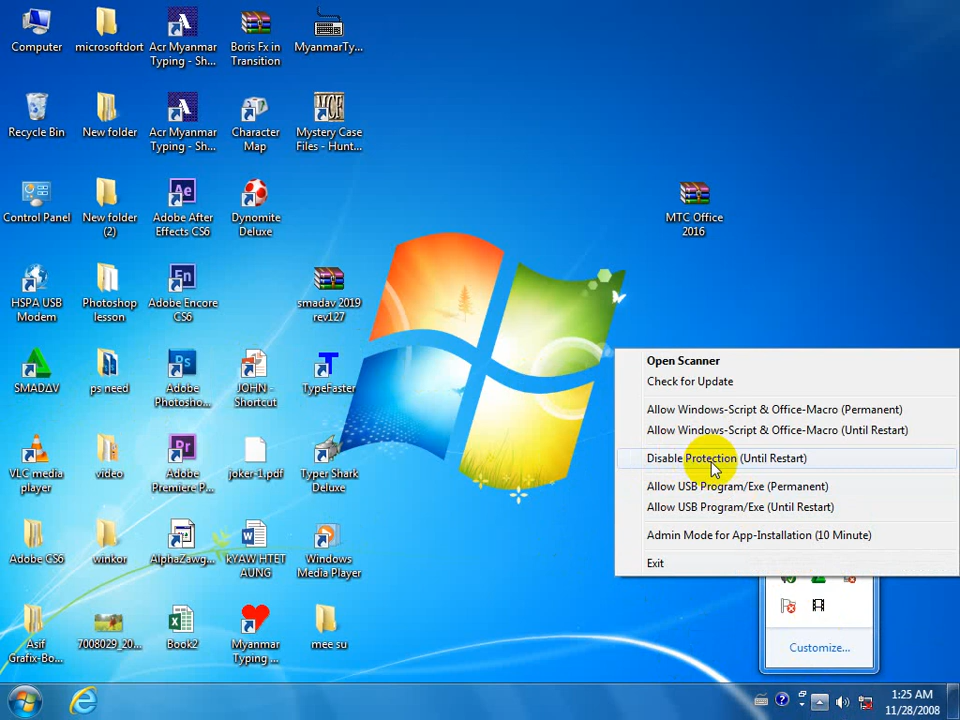 Computer
microsoftdort
Acr Myanmar
Typing - Sh...
Boris Fx in
Transition
MyanmarTy...
Recycle Bin
New folder
Acr Myanmar
Typing - Sh...
Character
Map
MCF
Mystery Case
Files - Hunt...
Control Panel
New folder
(2)
Ae
Adobe After
Effects CS6
Dynomite
Deluxe
MTC Office
2016
HSPA USB
Modem
Photoshop
lesson
En
Adobe Encore
CS6
smadav 2019
rev127
SMADΔV
ps need
Ps
Adobe
Photosho...
JOHN -
Shortcut
TypeFaster
VLC media
player
video
Pr
Adobe
Premiere P...
joker-1.pdf
Typer Shark
Deluxe
Adobe CS6
winkor
AlphaZawg...
kYAW HTET
AUNG
Windows
Media Player
Asif
Grafix-Bo...
7008029_20...
Book2
Myanmar
Typing ...
mee su
Open Scanner
Check for Update
Allow Windows-Script & Office-Macro (Permanent)
Allow Windows-Script & Office-Macro (Until Restart)
Disable Protection (Until Restart)
Allow USB Program/Exe (Permanent)
Allow USB Program/Exe (Until Restart)
Admin Mode for App-Installation (10 Minute)
Exit
Customize...
1:25 AM
11/28/2008